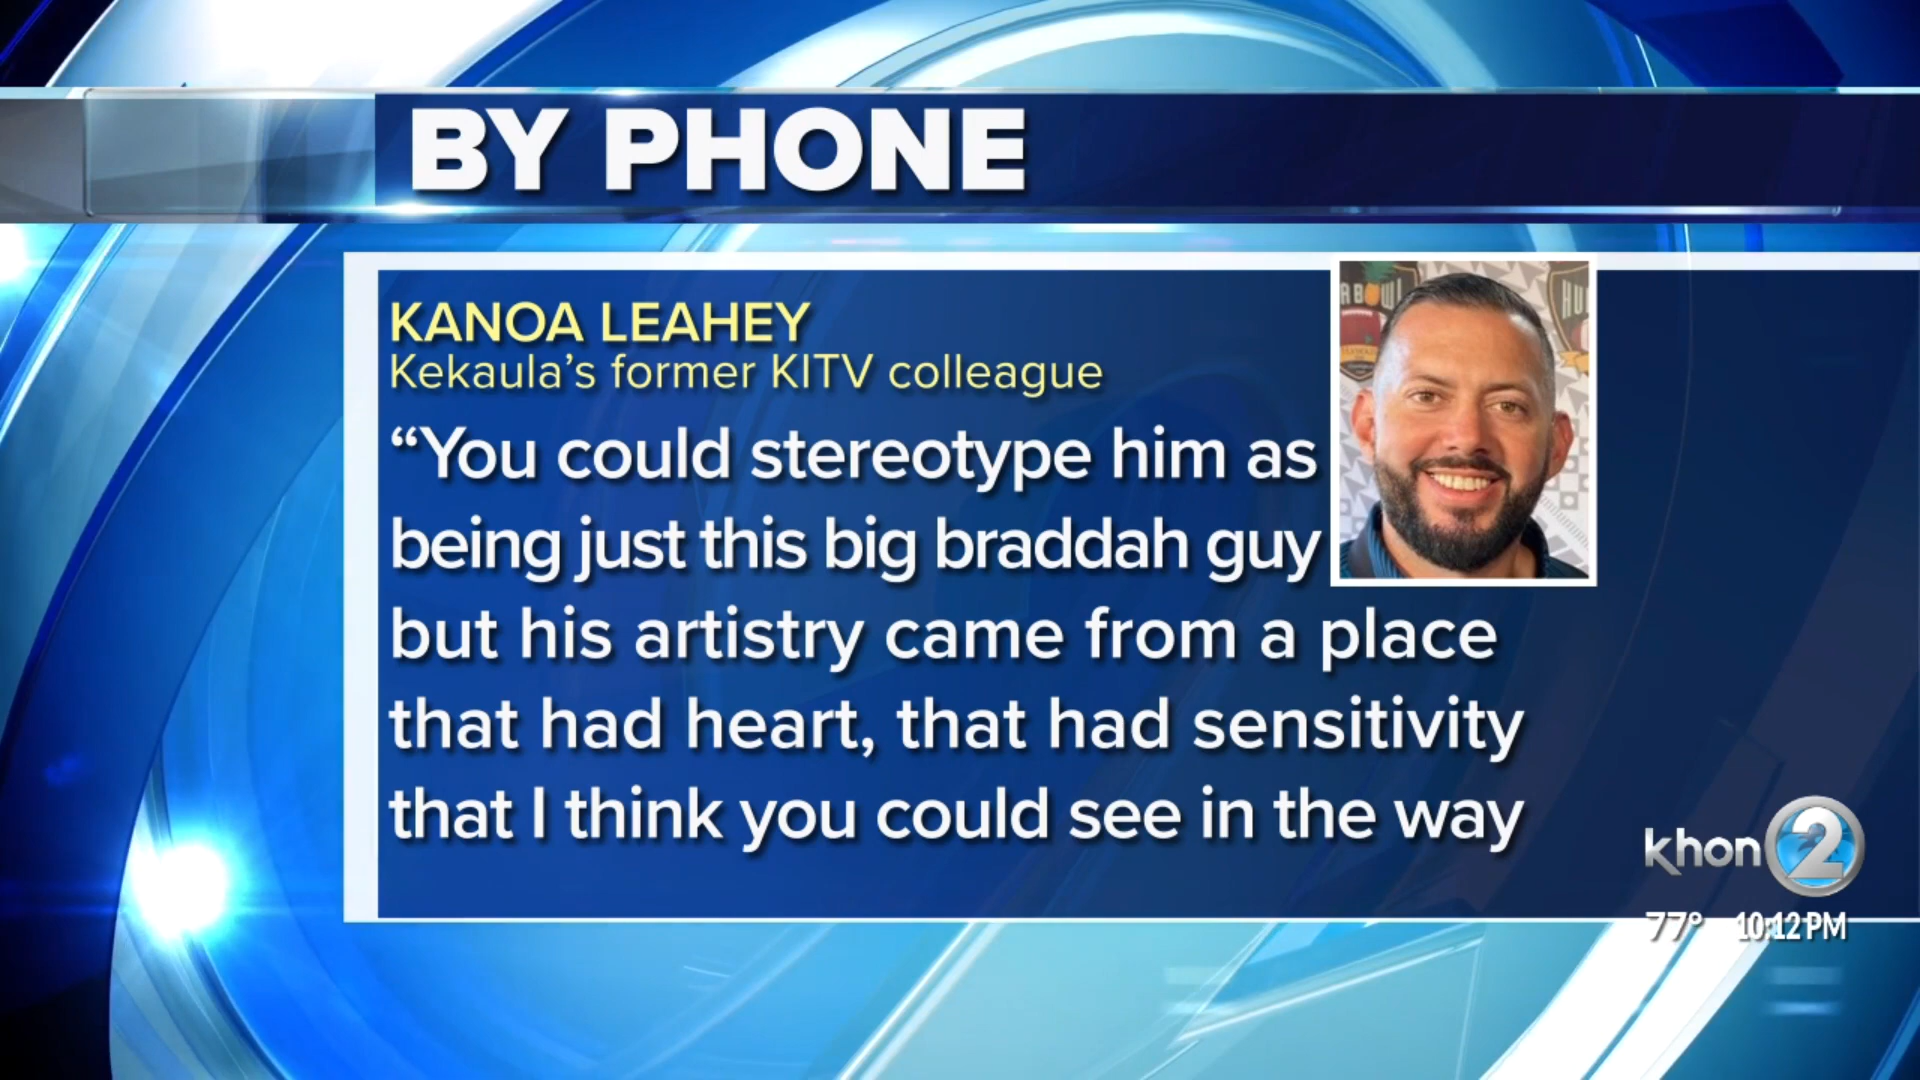 BY PHONE
KANOA LEAHEY
Kekaula's former KITV colleague
“You could stereotype him as
being just this big braddah guy
but his artistry came from a place
that had heart, that had sensitivity
that I think you could see in the way
khon 2
77° 10:12 PM